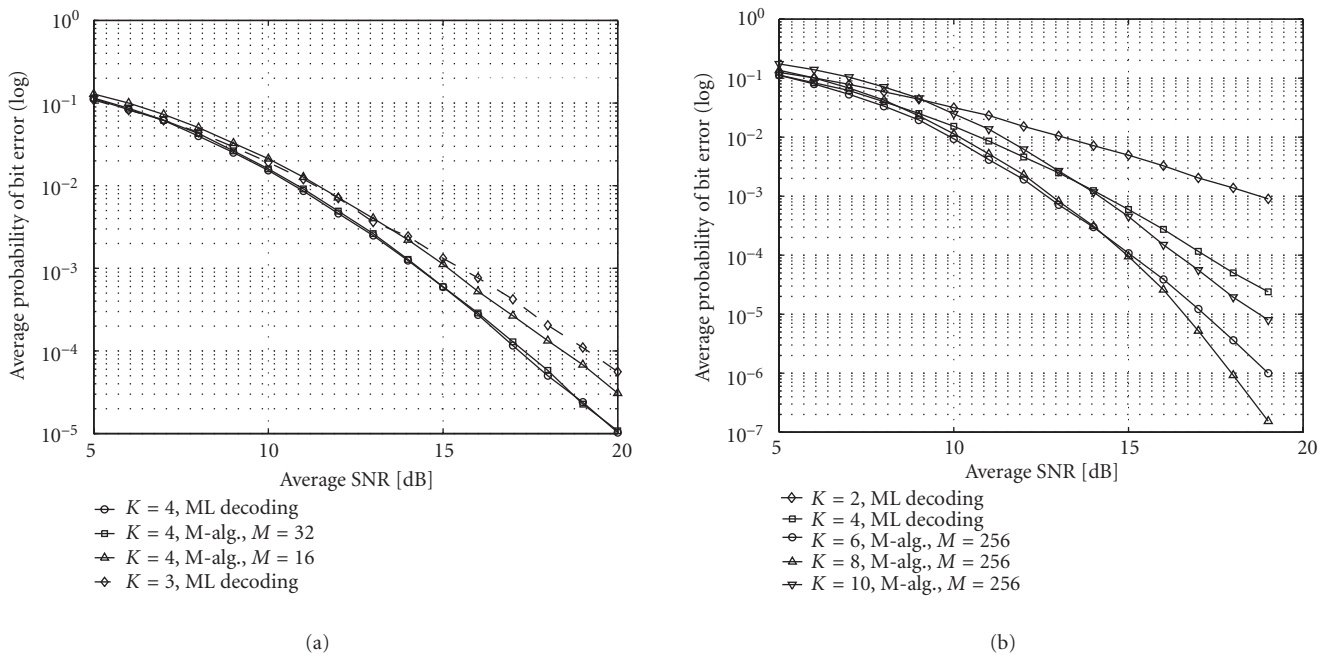 10^0
10^-1
10^-2
10^-3
10^-4
10^-5
Average probability of bit error (log)
5
10
15
20
Average SNR [dB]
K = 4, ML decoding
K = 4, M-alg., M = 32
K = 4, M-alg., M = 16
K = 3, ML decoding
(a)
10^0
10^-1
10^-2
10^-3
10^-4
10^-5
10^-6
10^-7
Average probability of bit error (log)
5
10
15
20
Average SNR [dB]
K = 2, ML decoding
K = 4, ML decoding
K = 6, M-alg., M = 256
K = 8, M-alg., M = 256
K = 10, M-alg., M = 256
(b)